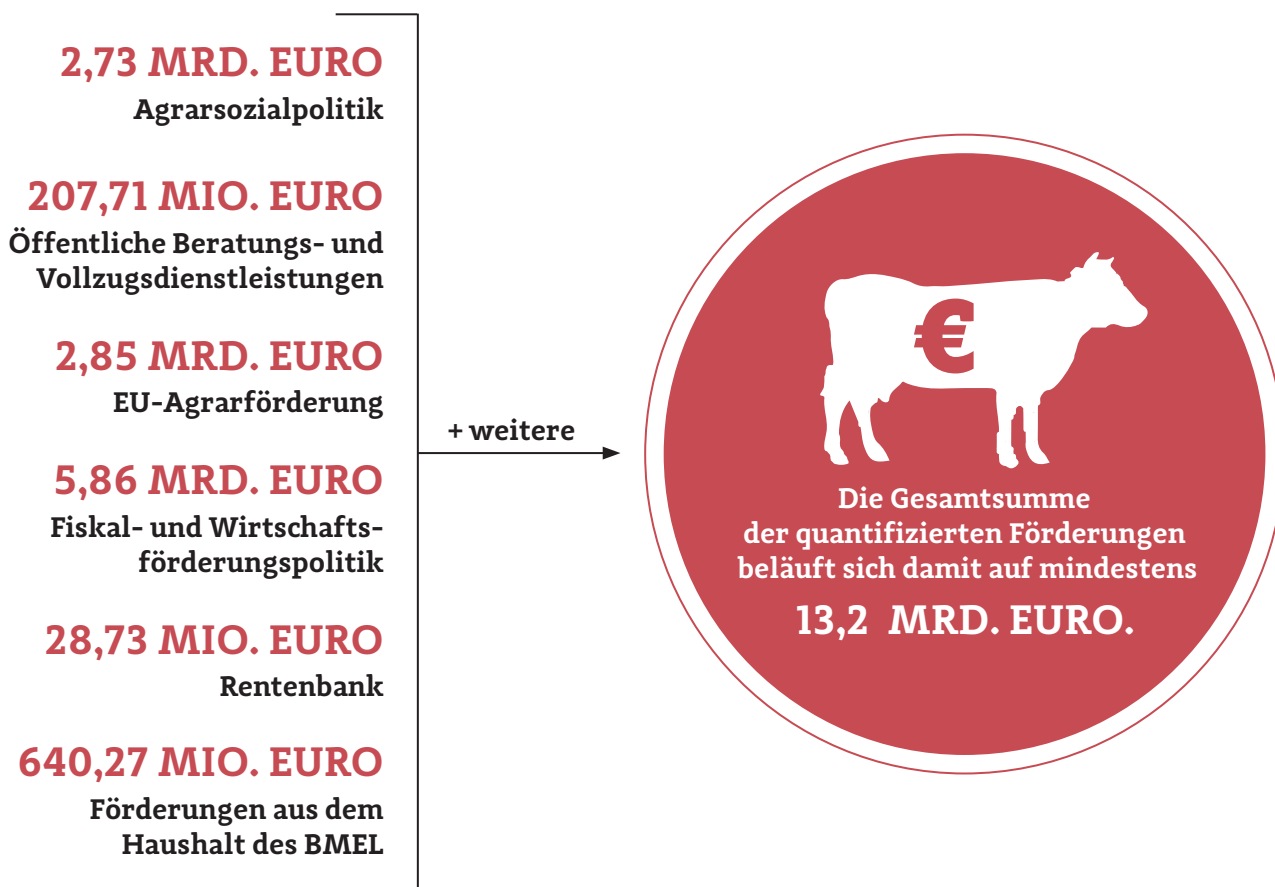 2,73 MRD. EURO
Agrarsozialpolitik
207,71 MIO. EURO
Öffentliche Beratungs- und
Vollzugsdienstleistungen
2,85 MRD. EURO
EU-Agrarförderung
5,86 MRD. EURO
Fiskal- und Wirtschafts-
förderungspolitik
28,73 MIO. EURO
Rentenbank
640,27 MIO. EURO
Förderungen aus dem
Haushalt des BMEL
+ weitere
€
Die Gesamtsumme
der quantifizierten Förderungen
beläuft sich damit auf mindestens
13,2 MRD. EURO.